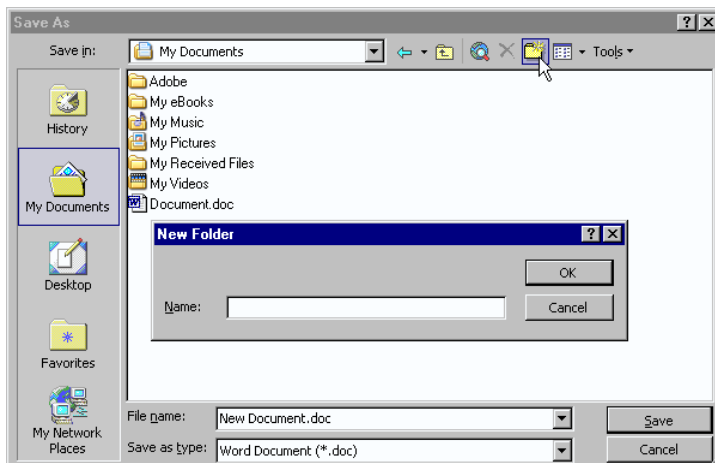 Save As
Save in:
My Documents
Tools
History
My Documents
Desktop
Favorites
My Network
Places
Adobe
My eBooks
My Music
My Pictures
My Received Files
My Videos
Document.doc
New Folder
OK
Name:
Cancel
File name:
New Document.doc
Save
Save as type:
Word Document (*.doc)
Cancel